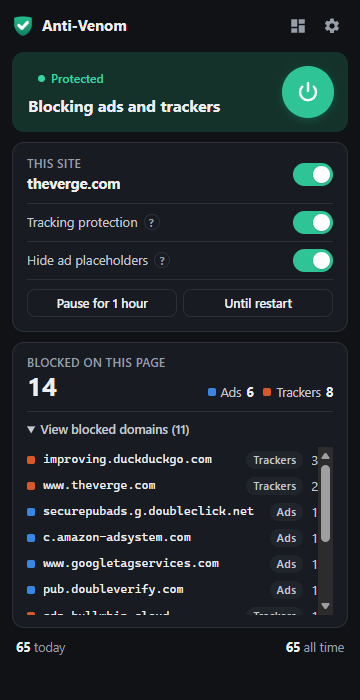 Anti-Venom
Protected
Blocking ads and trackers
THIS SITE
theverge.com
Tracking protection ?
Hide ad placeholders ?
Pause for 1 hour
Until restart
BLOCKED ON THIS PAGE
14
Ads 6 Trackers 8
View blocked domains (11)
improving.duckduckgo.com Trackers 3
www.theverge.com Trackers 2
securepubads.g.doubleclick.net Ads 1
c.amazon-adsystem.com Ads 1
www.googletagservices.com Ads 1
pub.doubleverify.com Ads 1
Trackers 1
65 today
65 all time